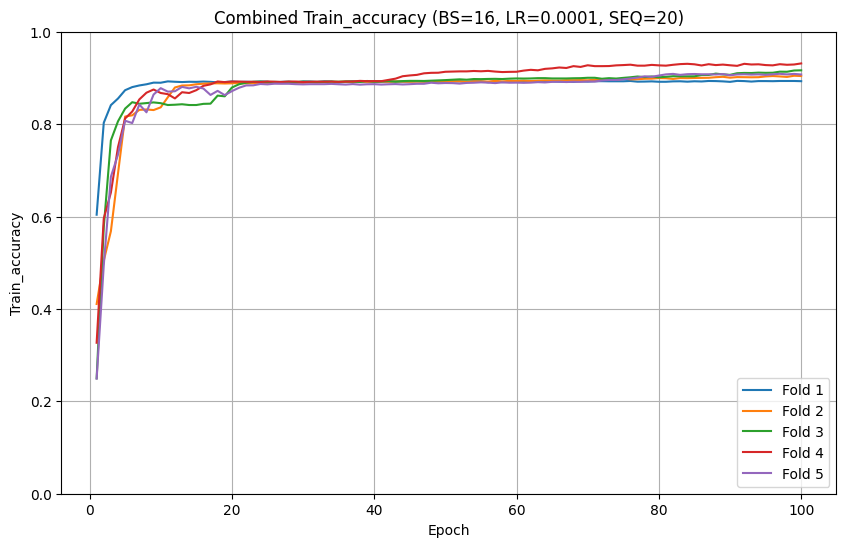 Combined Train_accuracy (BS=16, LR=0.0001, SEQ=20)
Train_accuracy
1.0
0.8
0.6
0.4
0.2
0.0
0 20 40 60 80 100
Epoch
Fold 1
Fold 2
Fold 3
Fold 4
Fold 5